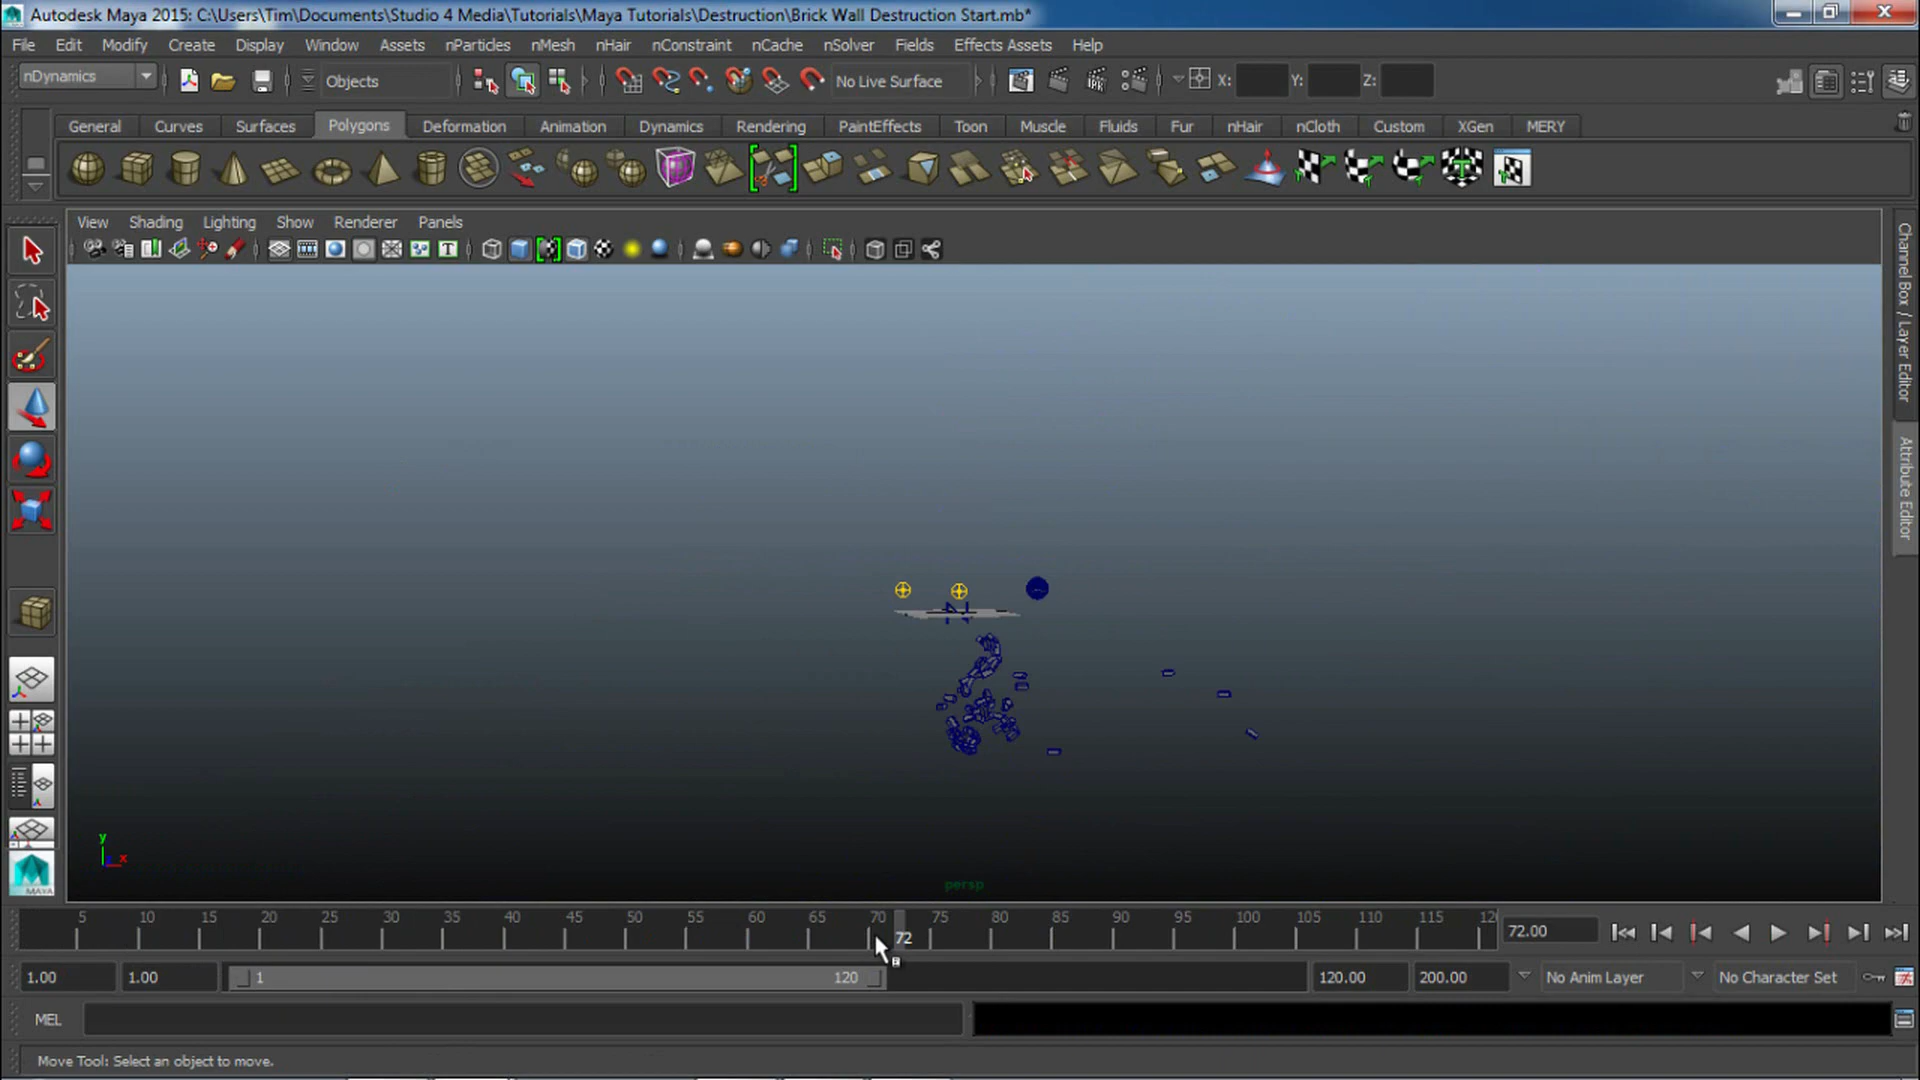 Autodesk Maya 2015: C:\Users\Tim\Documents\Studio 4 Media\Tutorials\Maya Tutorials\Destruction\Brick Wall Destruction Start.mb*
File Edit Modify Create Display Window Assets nParticles nMesh nHair nConstraint nCache nSolver Fields Effects Assets Help
nDynamics Objects No Live Surface X: Y: Z:
General Curves Surfaces Polygons Deformation Animation Dynamics Rendering PaintEffects Toon Muscle Fluids Fur nHair nCloth Custom XGen MERY
View Shading Lighting Show Renderer Panels
Channel Box / Layer Editor
Attribute Editor
y
x
persp
MAYA
5 10 15 20 25 30 35 40 45 50 55 60 65 70 75 80 85 90 95 100 105 110 115 12
72
72.00
1.00 1.00 1 120 120.00 200.00 No Anim Layer No Character Set
MEL
Move Tool: Select an object to move.